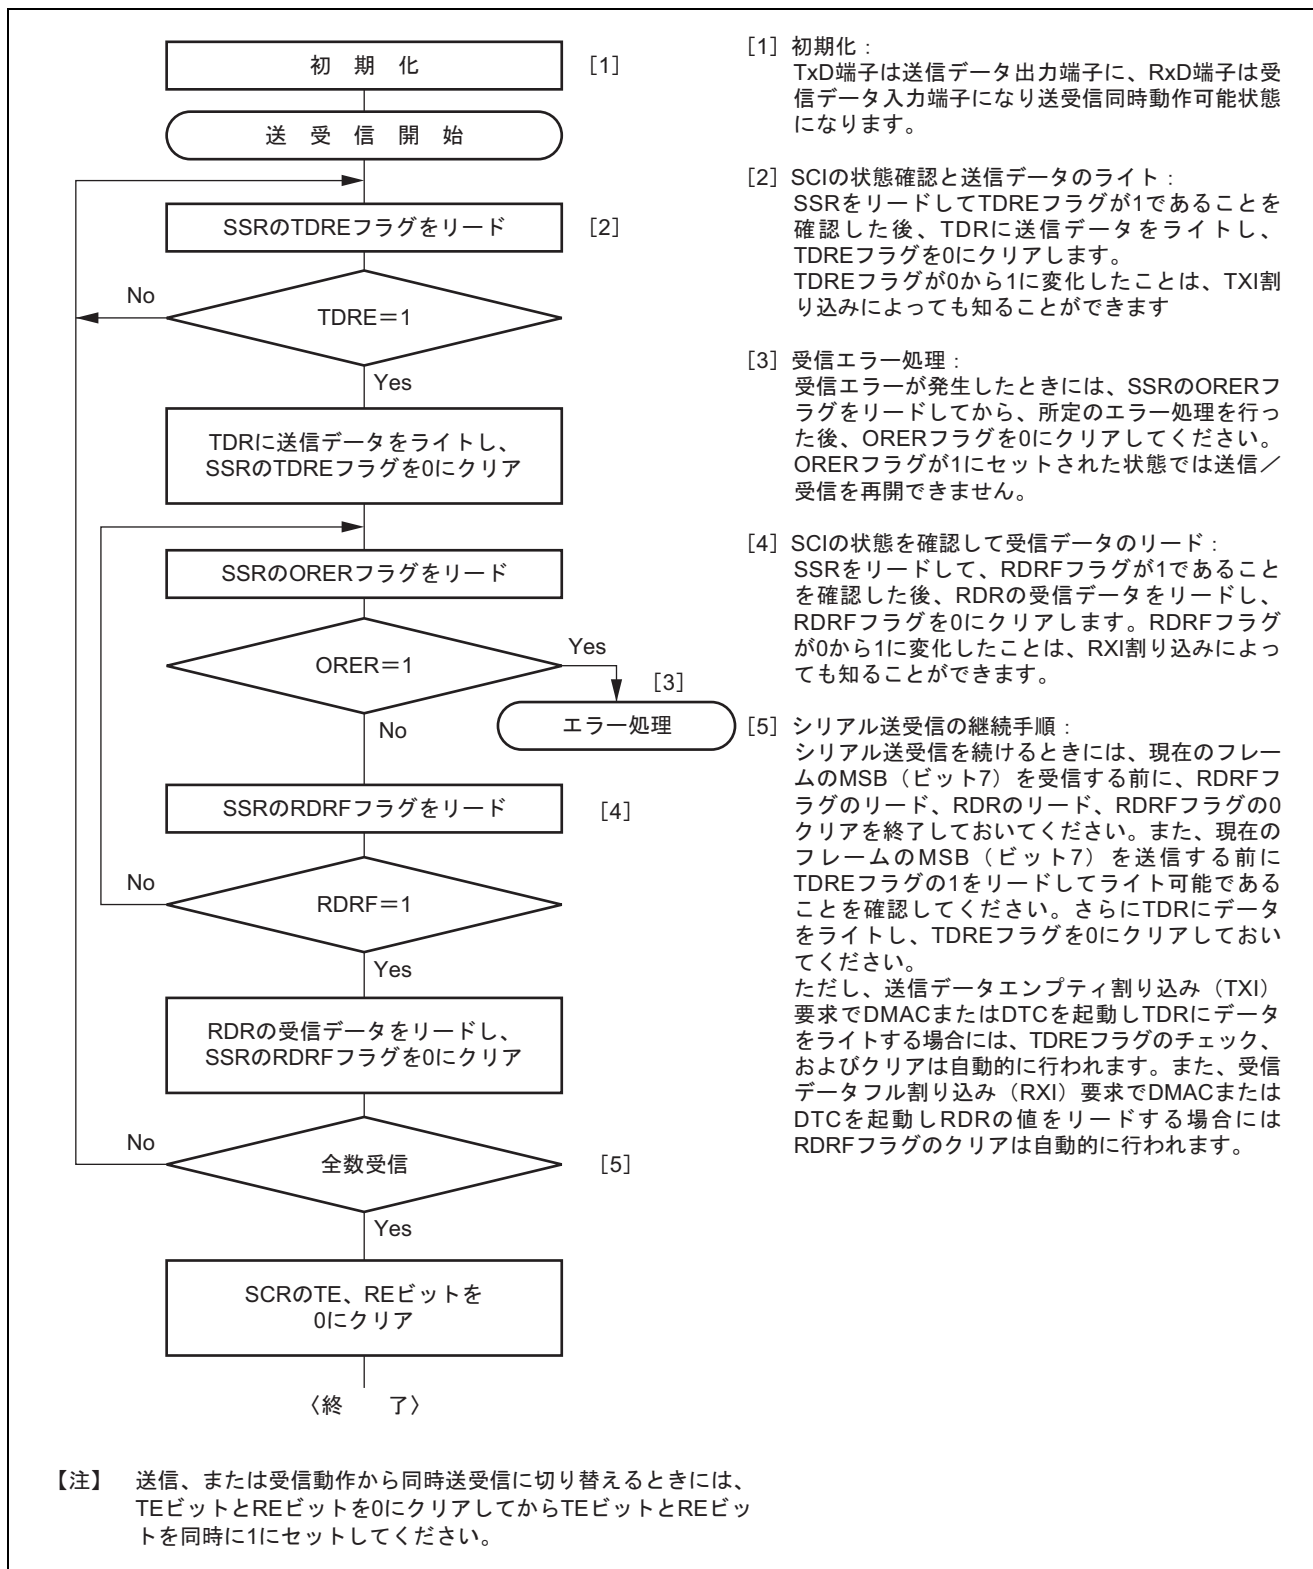 初　期　化
［1］
送　受　信　開　始
SSRのTDREフラグをリード
［2］
No
TDRE＝1
Yes
TDRに送信データをライトし、
SSRのTDREフラグを0にクリア
SSRのORERフラグをリード
ORER＝1
Yes
［3］
エラー処理
No
SSRのRDRFフラグをリード
［4］
No
RDRF＝1
Yes
RDRの受信データをリードし、
SSRのRDRFフラグを0にクリア
No
全数受信
［5］
Yes
SCRのTE、REビットを
0にクリア
〈終　　了〉
［1］初期化：
TxD端子は送信データ出力端子に、RxD端子は受
信データ入力端子になり送受信同時動作可能状態
になります。
［2］SCIの状態確認と送信データのライト：
SSRをリードしてTDREフラグが1であることを
確認した後、TDRに送信データをライトし、
TDREフラグを0にクリアします。
TDREフラグが0から1に変化したことは、TXI割
り込みによっても知ることができます
［3］受信エラー処理：
受信エラーが発生したときには、SSRのORERフ
ラグをリードしてから、所定のエラー処理を行っ
た後、ORERフラグを0にクリアしてください。
ORERフラグが1にセットされた状態では送信／
受信を再開できません。
［4］SCIの状態を確認して受信データのリード：
SSRをリードして、RDRFフラグが1であること
を確認した後、RDRの受信データをリードし、
RDRFフラグを0にクリアします。RDRFフラグ
が0から1に変化したことは、RXI割り込みによっ
ても知ることができます。
［5］シリアル送受信の継続手順：
シリアル送受信を続けるときには、現在のフレー
ムのMSB（ビット7）を受信する前に、RDRFフ
ラグのリード、RDRのリード、RDRFフラグの0
クリアを終了しておいてください。また、現在の
フレームのMSB（ビット7）を送信する前に
TDREフラグの1をリードしてライト可能である
ことを確認してください。さらにTDRにデータ
をライトし、TDREフラグを0にクリアしておい
てください。
ただし、送信データエンプティ割り込み（TXI）
要求でDMACまたはDTCを起動しTDRにデータ
をライトする場合には、TDREフラグのチェック、
およびクリアは自動的に行われます。また、受信
データフル割り込み（RXI）要求でDMACまたは
DTCを起動しRDRの値をリードする場合には
RDRFフラグのクリアは自動的に行われます。
【注】　送信、または受信動作から同時送受信に切り替えるときには、
TEビットとREビットを0にクリアしてからTEビットとREビッ
トを同時に1にセットしてください。